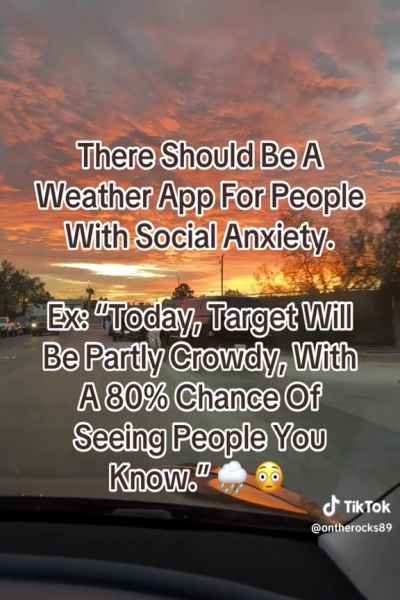 There Should Be A
Weather App For People
With Social Anxiety.
Ex: “Today, Target Will
Be Partly Crowdy, With
A 80% Chance Of
Seeing People You
Know.” 🌧️😳
TikTok
@ontherocks89